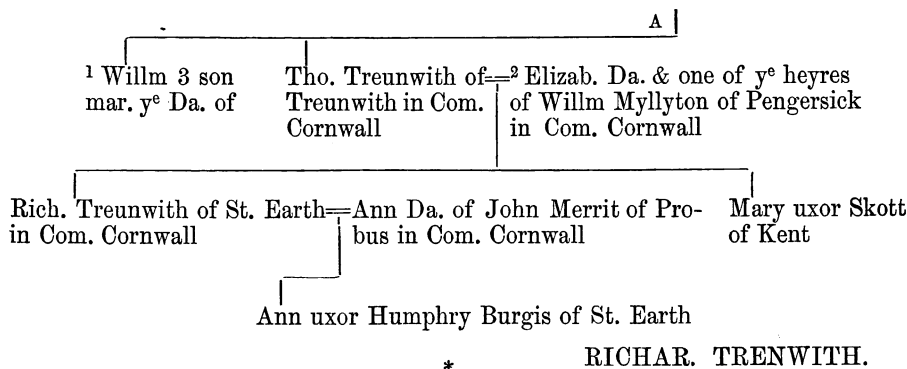 A
¹ Willm 3 son
mar. yᵉ Da. of
Tho. Treunwith of=² Elizab. Da. & one of yᵉ heyres
Treunwith in Com.
Cornwall
of Willm Myllyton of Pengersick
in Com. Cornwall
Rich. Treunwith of St. Earth=Ann Da. of John Merrit of Pro-
in Com. Cornwall
bus in Com. Cornwall
Mary uxor Skott
of Kent
Ann uxor Humphry Burgis of St. Earth
* RICHAR. TRENWITH.